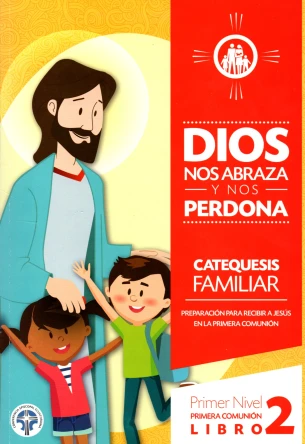 DIOS
NOS ABRAZA
Y NOS
PERDONA
CATEQUESIS
FAMILIAR
PREPARACIÓN PARA RECIBIR A JESÚS
EN LA PRIMERA COMUNIÓN
Primer Nivel
PRIMERA COMUNIÓN
LIBRO 2